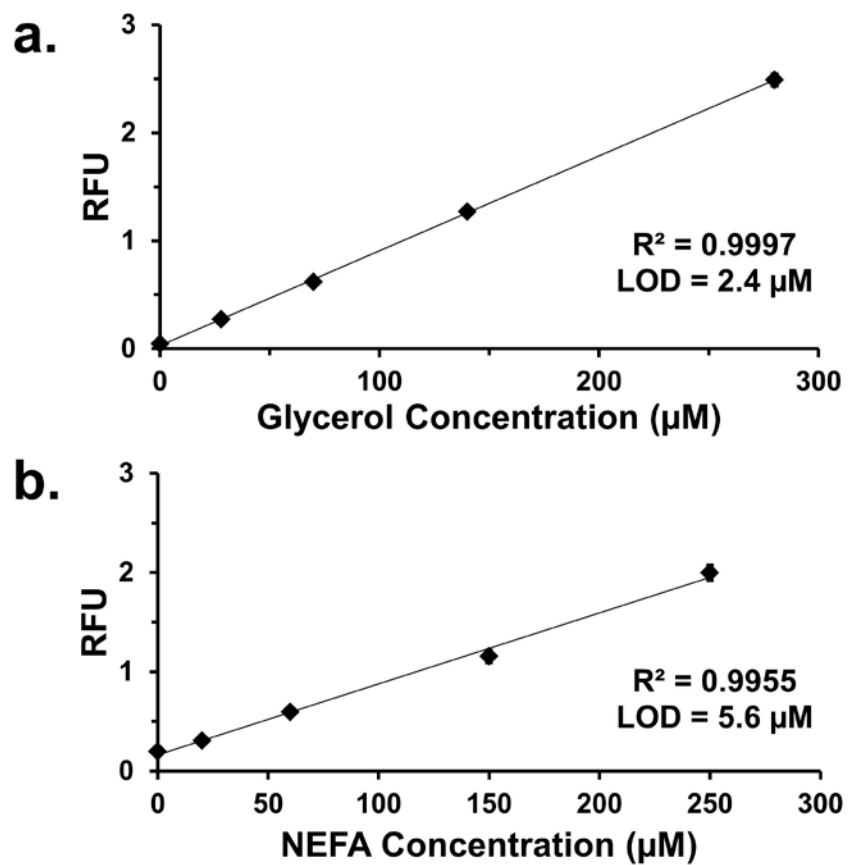 a.
3
2
1
0
RFU
R² = 0.9997
LOD = 2.4 µM
0 100 200 300
Glycerol Concentration (µM)
b.
3
2
1
0
RFU
R² = 0.9955
LOD = 5.6 µM
0 50 100 150 200 250 300
NEFA Concentration (µM)